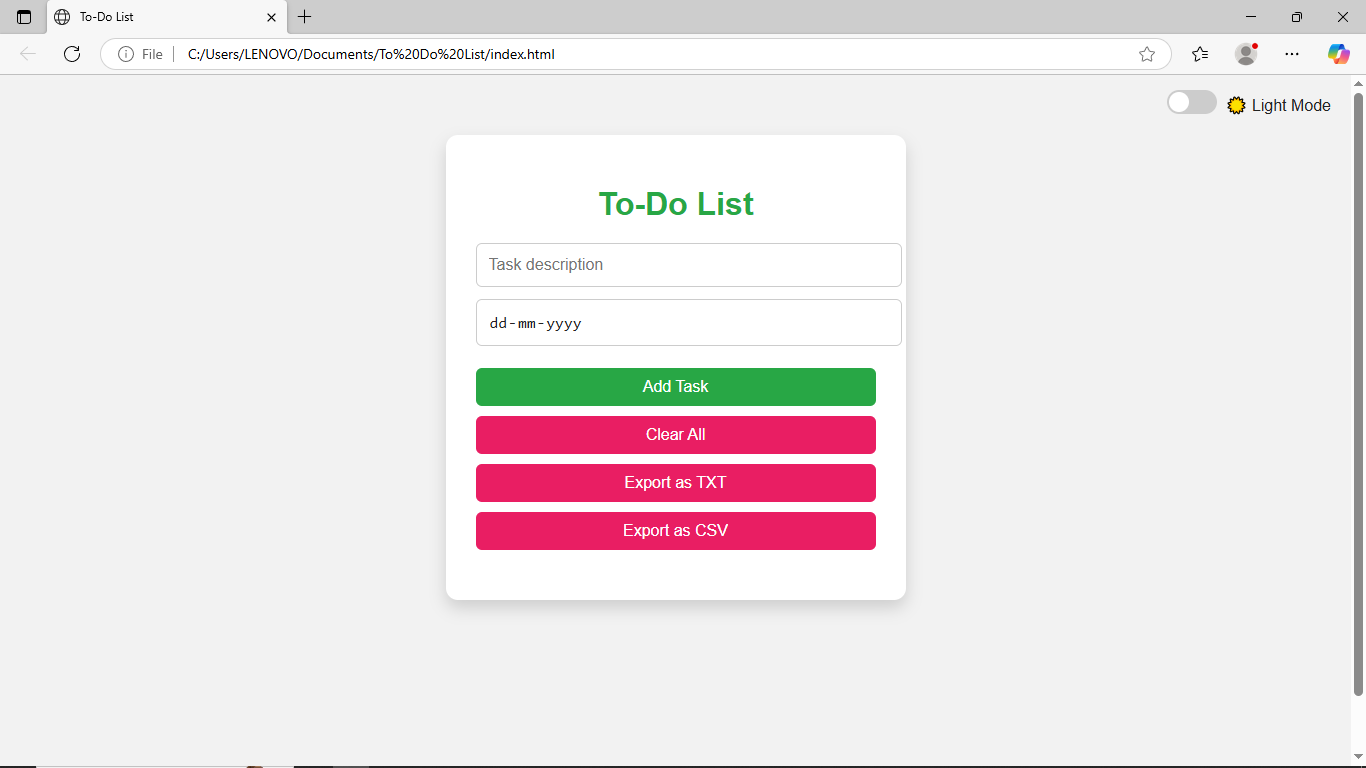 To-Do List
File
C:/Users/LENOVO/Documents/To%20Do%20List/index.html
Light Mode
To-Do List
Task description
dd-mm-yyyy
Add Task
Clear All
Export as TXT
Export as CSV